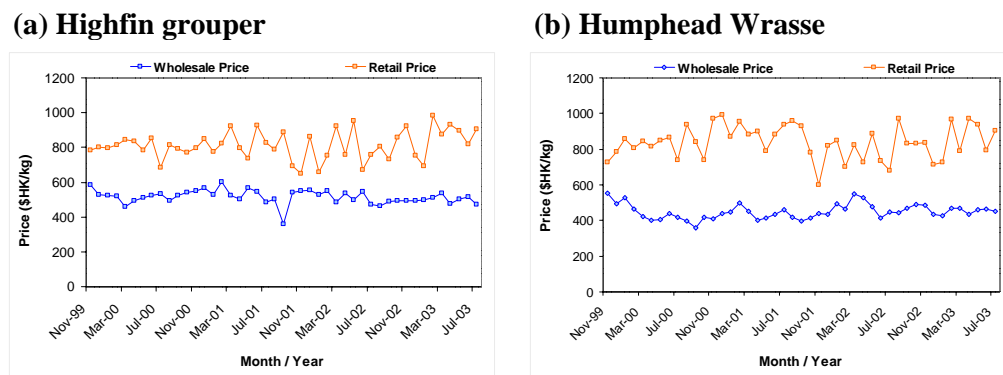 (a) Highfin grouper
Wholesale Price
Retail Price
1200
1000
800
600
400
200
0
Price ($HK/kg)
Nov-99
Mar-00
Jul-00
Nov-00
Mar-01
Jul-01
Nov-01
Mar-02
Jul-02
Nov-02
Mar-03
Jul-03
Month / Year
(b) Humphead Wrasse
Wholesale Price
Retail Price
1200
1000
800
600
400
200
0
Price ($HK/kg)
Nov-99
Mar-00
Jul-00
Nov-00
Mar-01
Jul-01
Nov-01
Mar-02
Jul-02
Nov-02
Mar-03
Jul-03
Month / Year